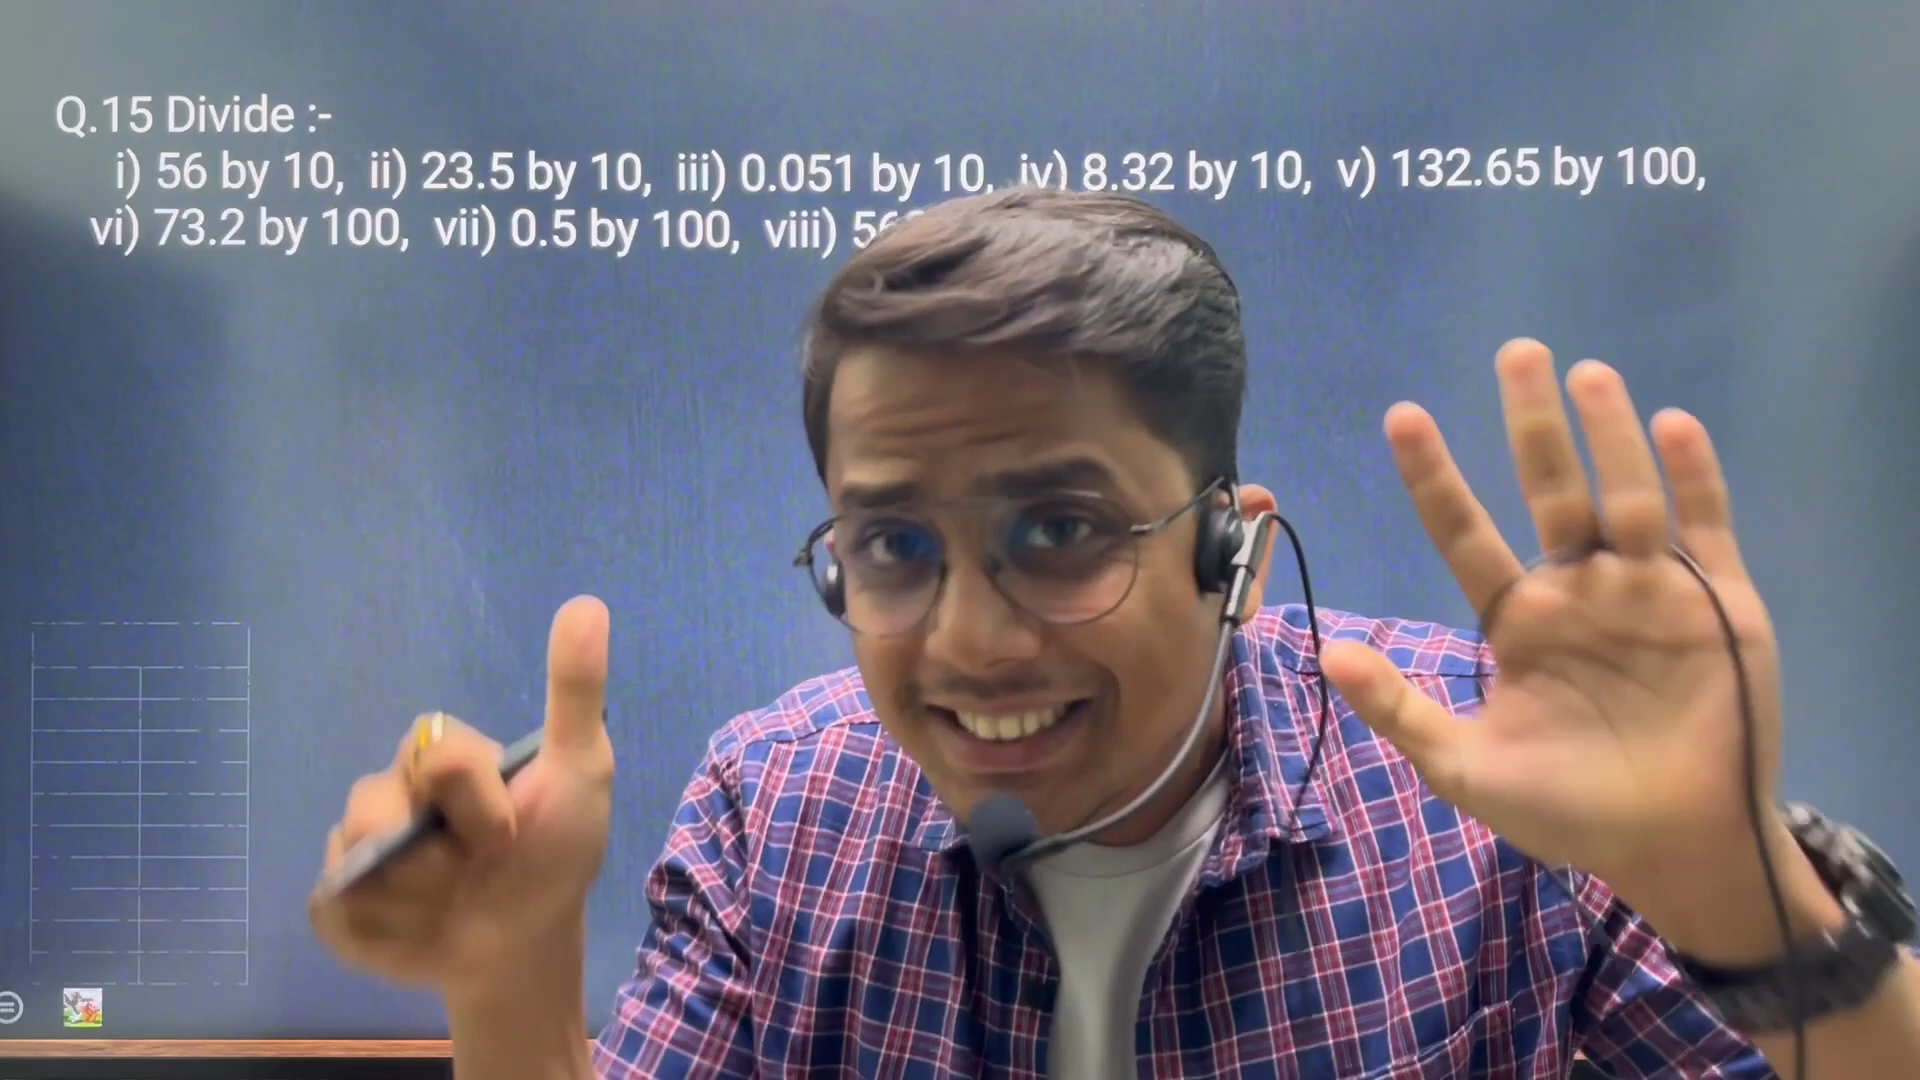 Q.15 Divide :-
i) 56 by 10, ii) 23.5 by 10, iii) 0.051 by 10, iv) 8.32 by 10, v) 132.65 by 100,
vi) 73.2 by 100, vii) 0.5 by 100, viii)